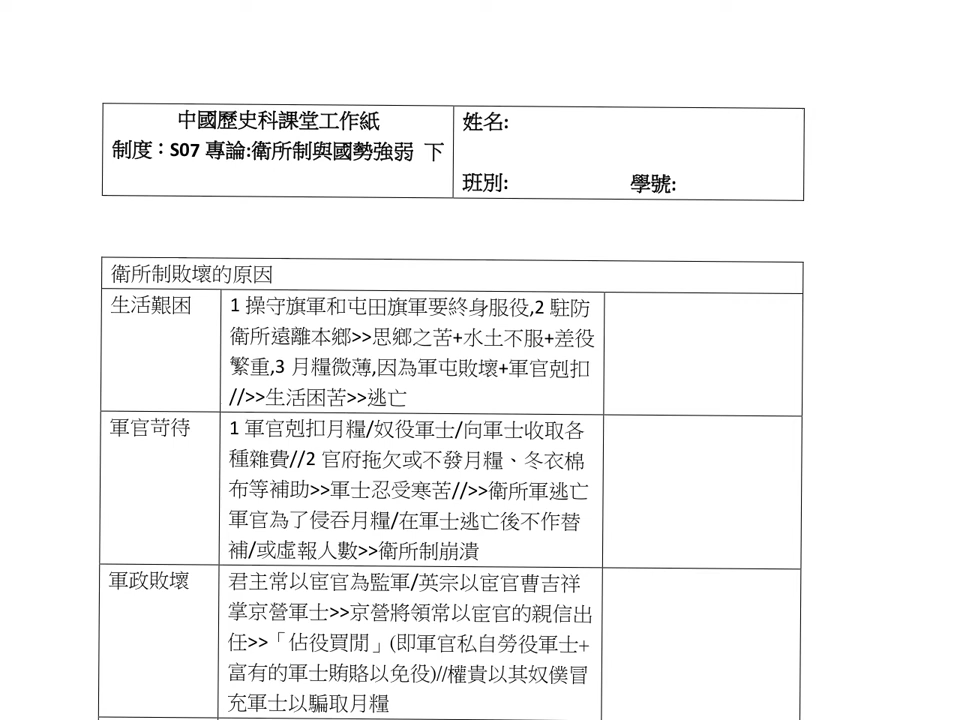 中國歷史科課堂工作紙
制度：S07 專論:衛所制與國勢強弱 下
姓名:
班別: 學號:
衛所制敗壞的原因
生活艱困
1 操守旗軍和屯田旗軍要終身服役,2 駐防
衛所遠離本鄉>>思鄉之苦+水土不服+差役
繁重,3 月糧微薄,因為軍屯敗壞+軍官剋扣
//>>生活困苦>>逃亡
軍官苛待
1 軍官剋扣月糧/奴役軍士/向軍士收取各
種雜費//2 官府拖欠或不發月糧、冬衣棉
布等補助>>軍士忍受寒苦//>>衛所軍逃亡
軍官為了侵吞月糧/在軍士逃亡後不作替
補/或虛報人數>>衛所制崩潰
軍政敗壞
君主常以宦官為監軍/英宗以宦官曹吉祥
掌京營軍士>>京營將領常以宦官的親信出
任>>「佔役買閒」(即軍官私自勞役軍士+
富有的軍士賄賂以免役)//權貴以其奴僕冒
充軍士以騙取月糧